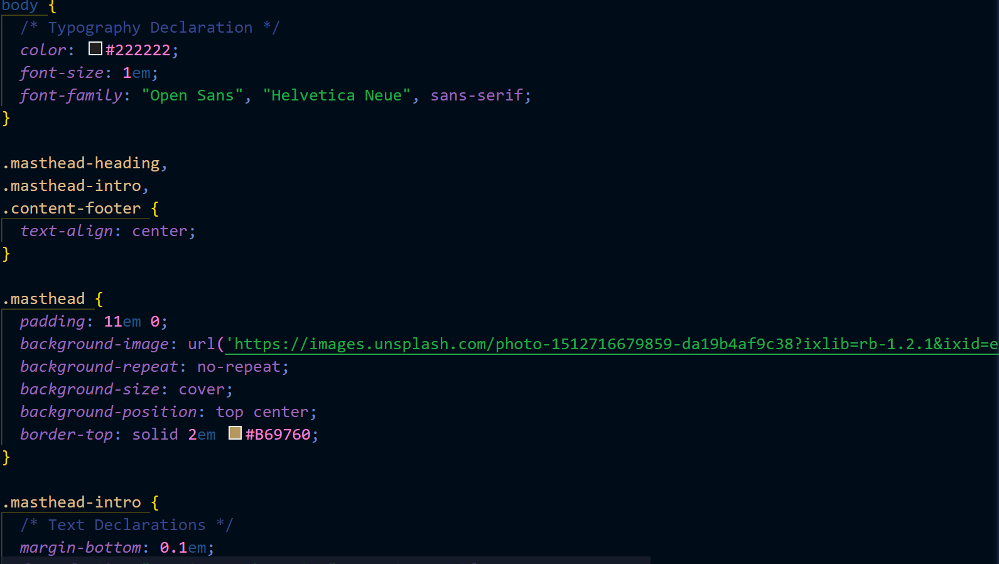 body {
/* Typography Declaration */
color: #222222;
font-size: 1em;
font-family: "Open Sans", "Helvetica Neue", sans-serif;
}
.masthead-heading,
.masthead-intro,
.content-footer {
text-align: center;
}
.masthead {
padding: 11em 0;
background-image: url('https://images.unsplash.com/photo-1512716679859-da19b4af9c38?ixlib=rb-1.2.1&ixid=e
background-repeat: no-repeat;
background-size: cover;
background-position: top center;
border-top: solid 2em #B69760;
}
.masthead-intro {
/* Text Declarations */
margin-bottom: 0.1em;